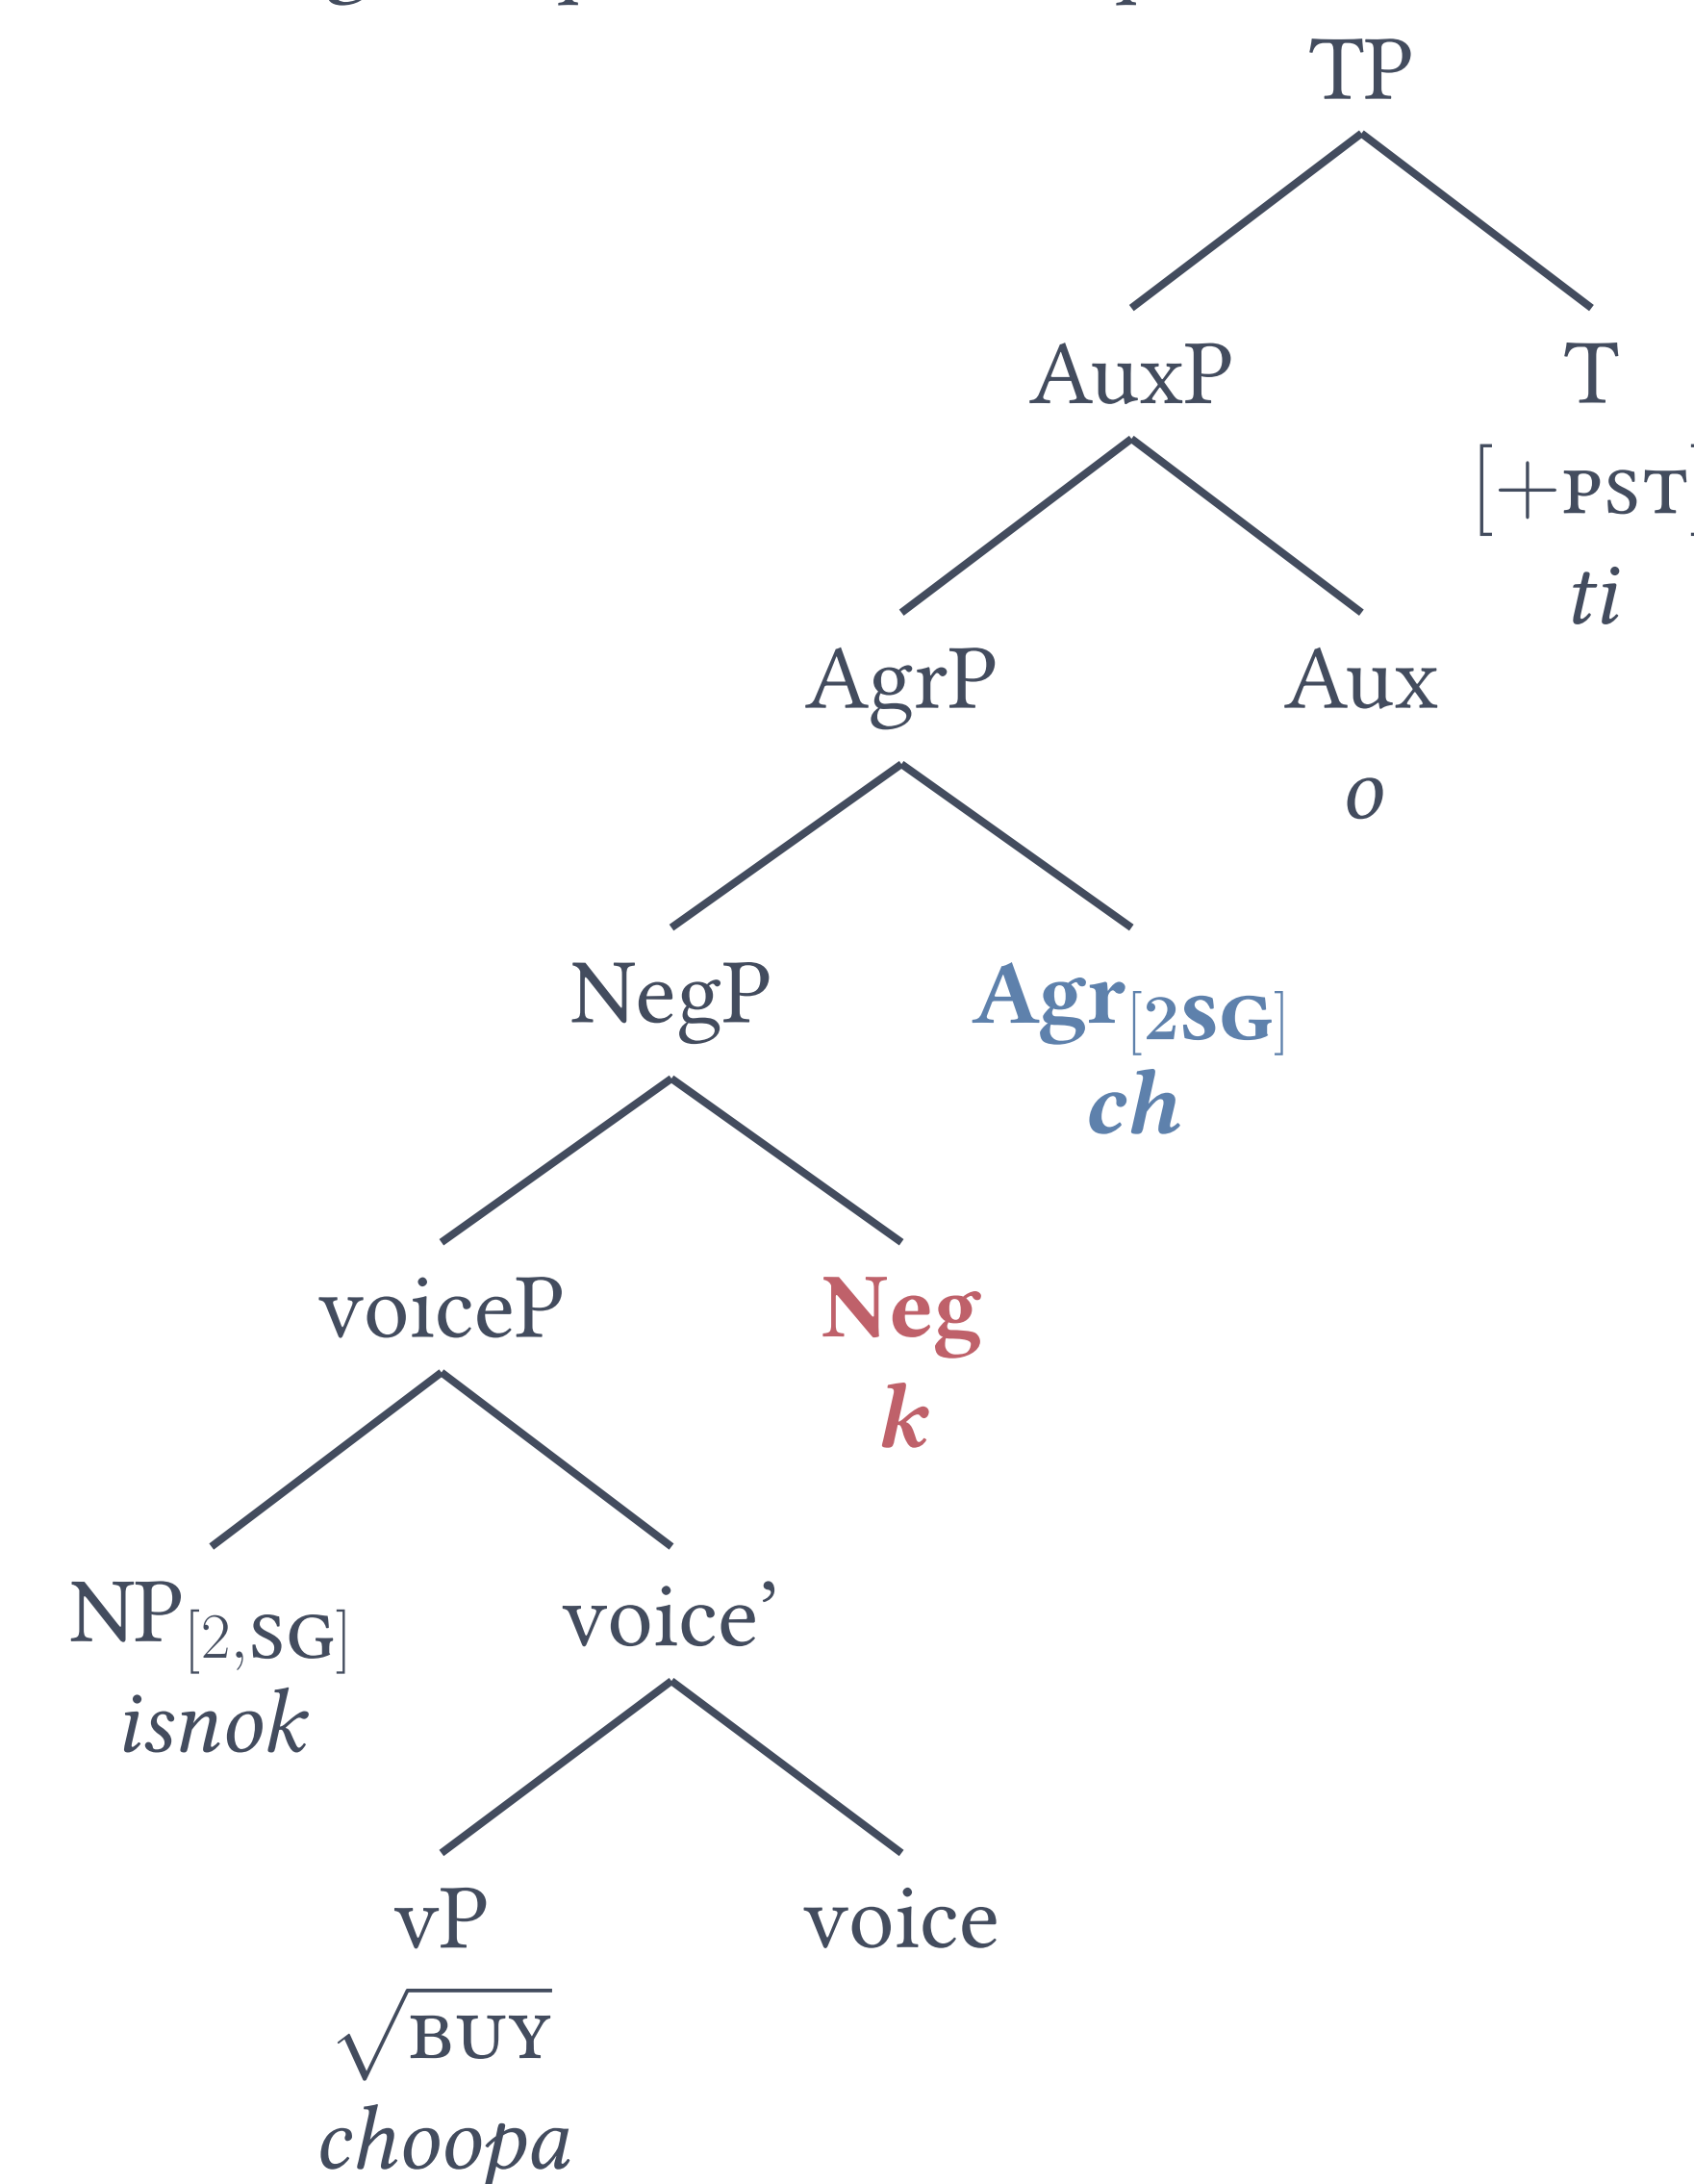 TP
AuxP T
[+PST]
ti
AgrP Aux
o
NegP Agr[2SG]
ch
voiceP Neg
k
NP[2,SG] voice’
isnok
vP voice
√BUY
choopa